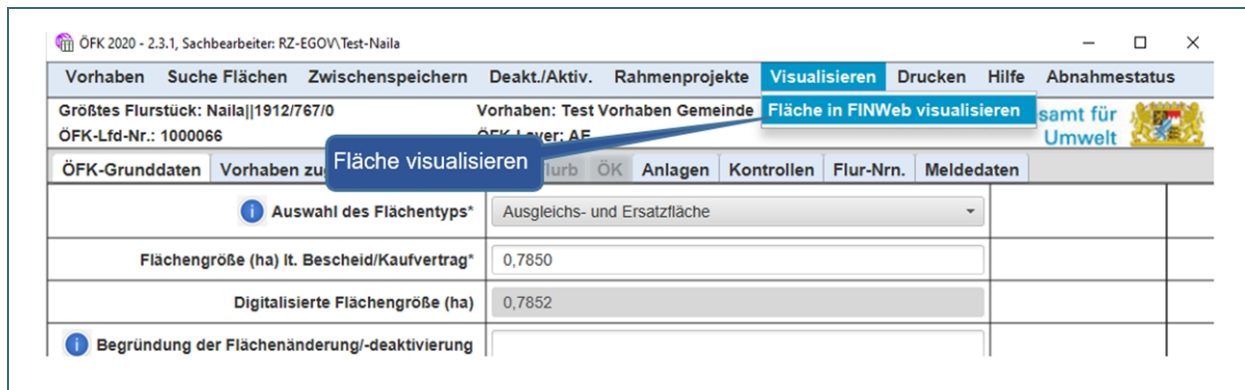 ÖFK 2020 - 2.3.1, Sachbearbeiter: RZ-EGOV\Test-Naila
Vorhaben Suche Flächen Zwischenspeichern Deakt./Aktiv. Rahmenprojekte Visualisieren Drucken Hilfe Abnahmestatus
Größtes Flurstück: Naila||1912/767/0 Vorhaben: Test Vorhaben Gemeinde Fläche in FINWeb visualisieren samt für
ÖFK-Lfd-Nr.: 1000066 ÖFK-Layer: AE Umwelt
Fläche visualisieren
ÖFK-Grunddaten Vorhaben zu lurb ÖK Anlagen Kontrollen Flur-Nrn. Meldedaten
Auswahl des Flächentyps* Ausgleichs- und Ersatzfläche
Flächengröße (ha) lt. Bescheid/Kaufvertrag* 0,7850
Digitalisierte Flächengröße (ha) 0,7852
Begründung der Flächenänderung/-deaktivierung